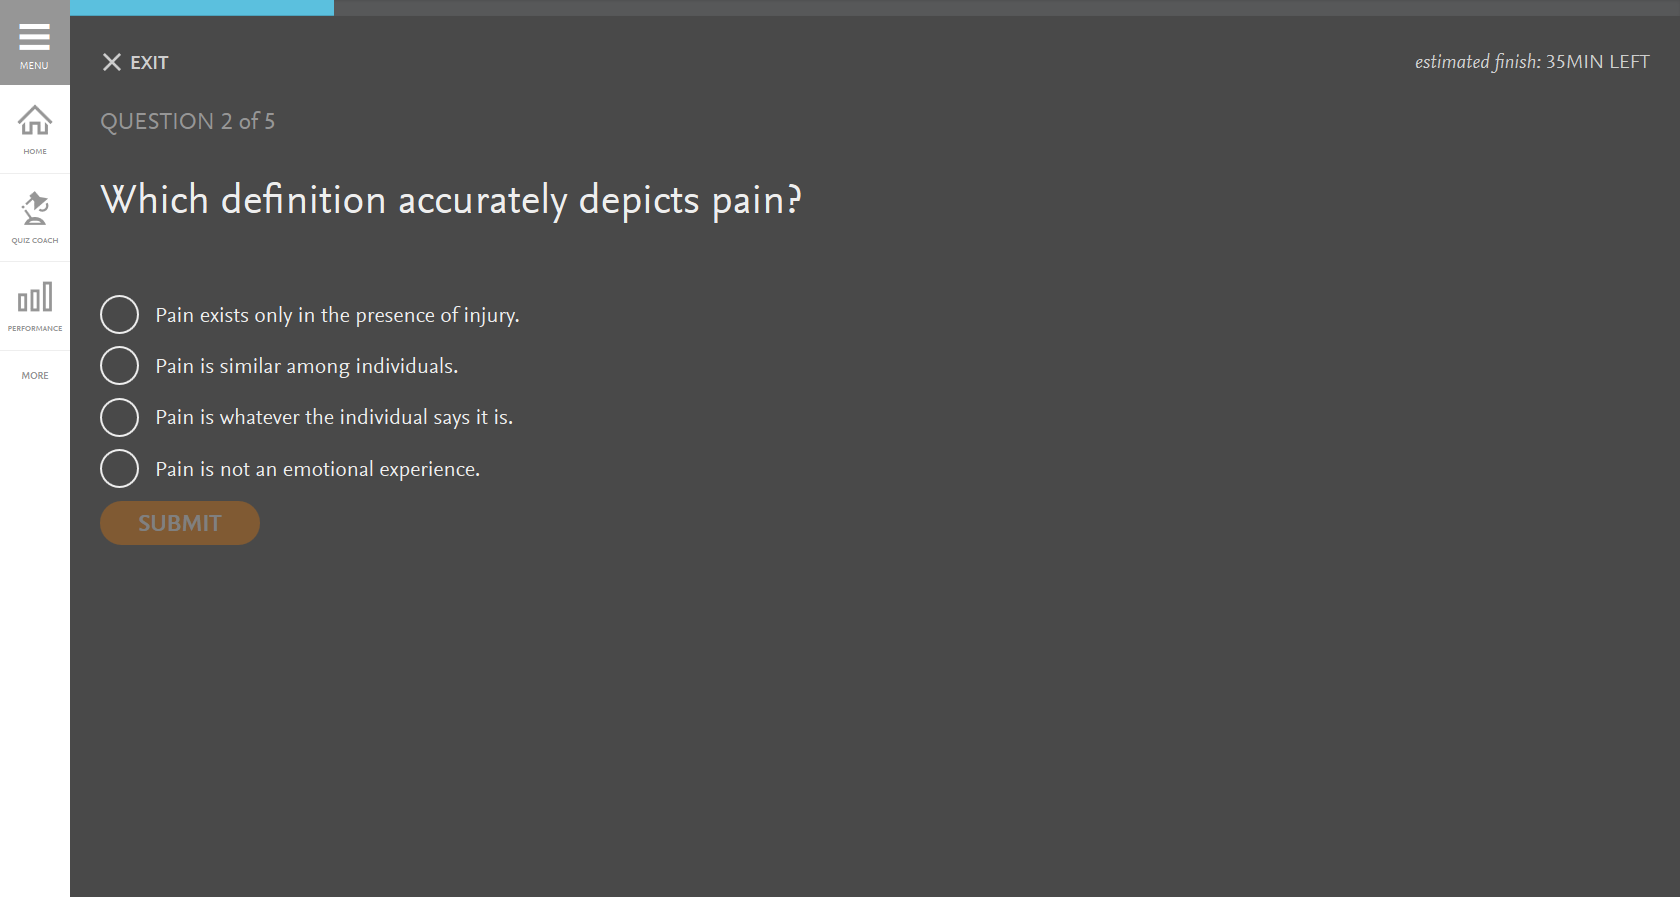 MENU
HOME
QUIZ COACH
PERFORMANCE
MORE
EXIT
estimated finish: 35MIN LEFT
QUESTION 2 of 5
Which definition accurately depicts pain?
Pain exists only in the presence of injury.
Pain is similar among individuals.
Pain is whatever the individual says it is.
Pain is not an emotional experience.
SUBMIT